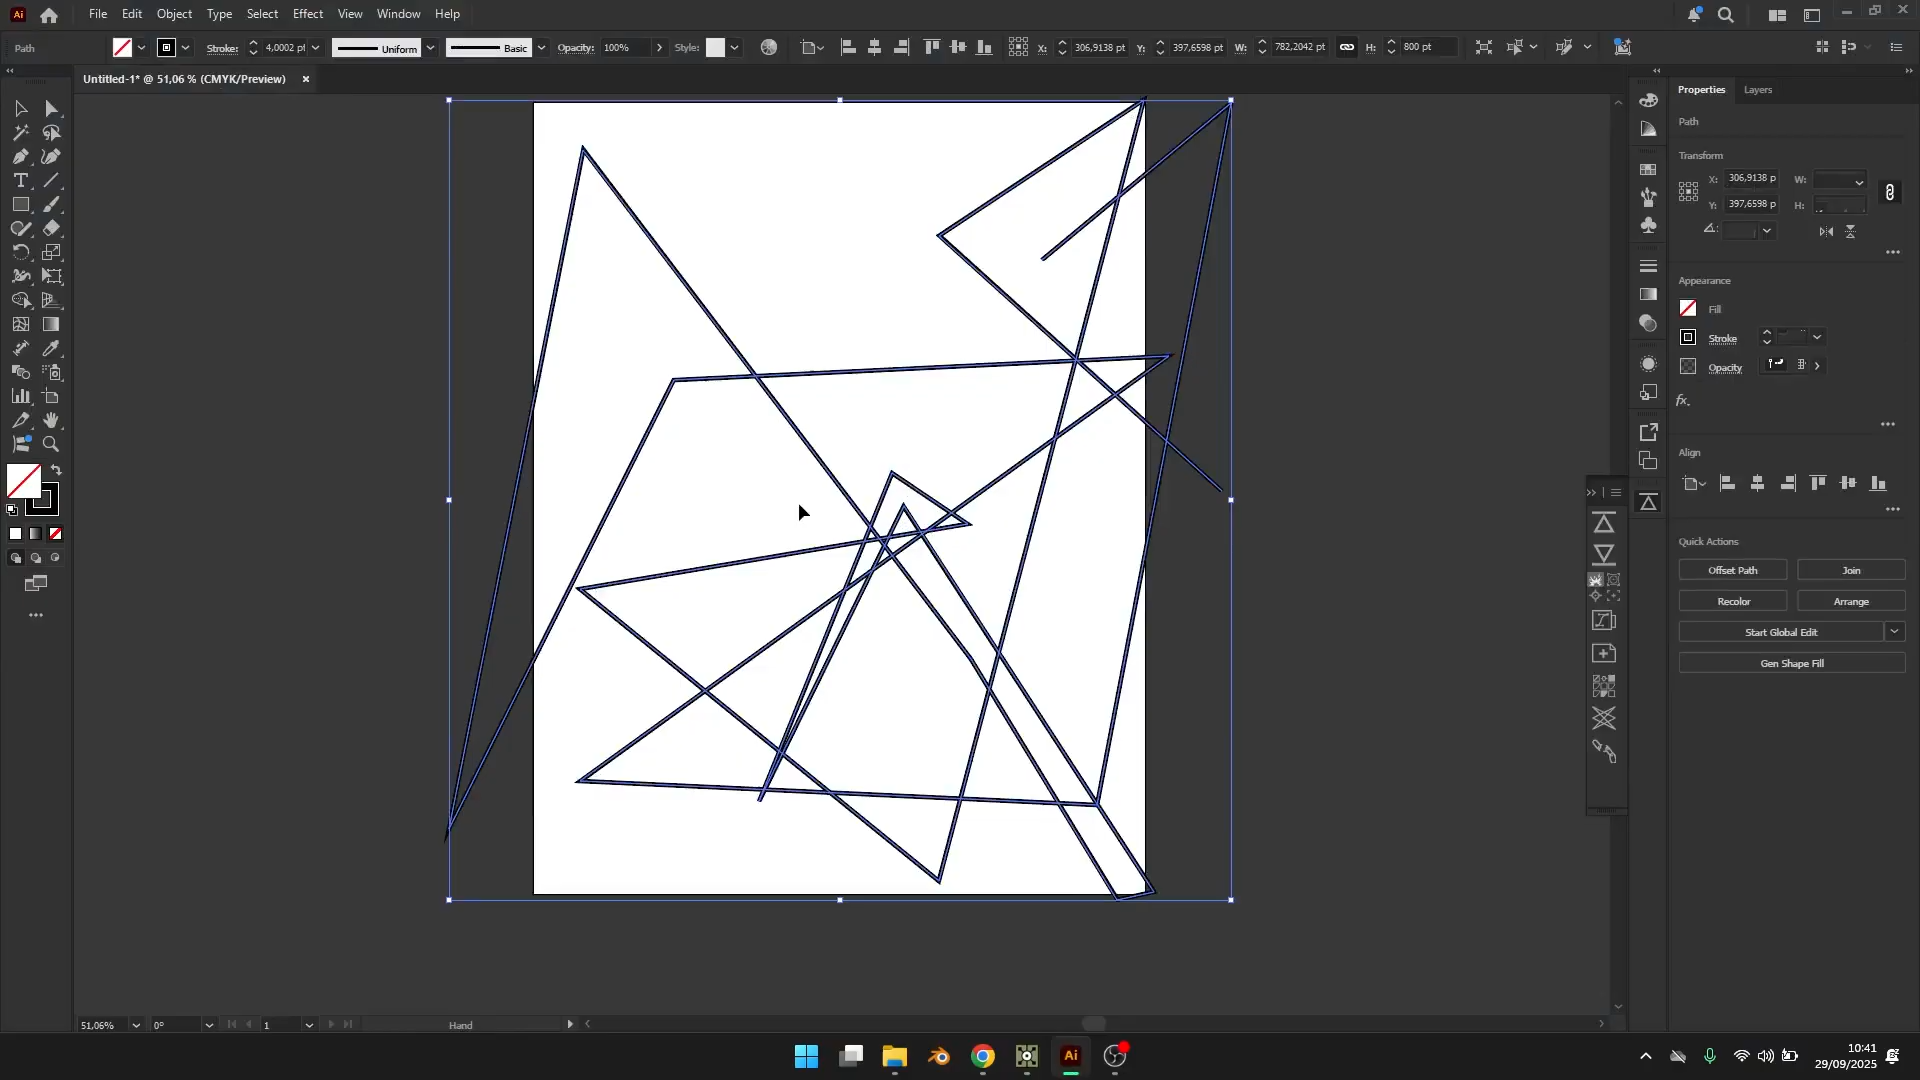 Ai
File Edit Object Type Select Effect View Window Help
Path Stroke: 4,0002 pt Uniform Basic Opacity: 100% Style: X: 306,9138 pt Y: 397,6598 pt W: 782,2042 pt H: 800 pt
Untitled-1* @ 51,06 % (CMYK/Preview)
Properties Layers
Path
Transform
X: 306,9138 p W:
Y: 397,6598 p H:
Appearance
Fill
Stroke
Opacity
fx.
Align
Quick Actions
Offset Path Join
Recolor Arrange
Start Global Edit
Gen Shape Fill
51,06% 0° 1 Hand
Ai
10:41
29/09/2025